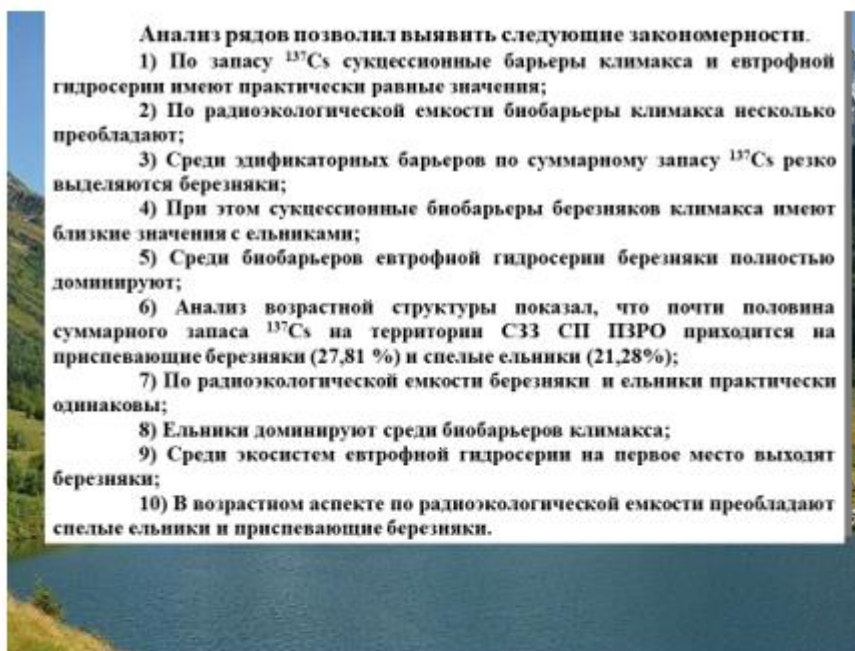 Анализ рядов позволил выявить следующие закономерности.
1) По запасу ¹³⁷Cs сукцессионные барьеры климакса и евтрофной
гидросерии имеют практически равные значения;
2) По радиоэкологической емкости биобарьеры климакса несколько
преобладают;
3) Среди эдификаторных барьеров по суммарному запасу ¹³⁷Cs резко
выделяются березняки;
4) При этом сукцессионные биобарьеры березняков климакса имеют
близкие значения с ельниками;
5) Среди биобарьеров евтрофной гидросерии березняки полностью
доминируют;
6) Анализ возрастной структуры показал, что почти половина
суммарного запаса ¹³⁷Cs на территории СЗЗ СП ПЗРО приходится на
приспевающие березняки (27,81 %) и спелые ельники (21,28%);
7) По радиоэкологической емкости березняки и ельники практически
одинаковы;
8) Ельники доминируют среди биобарьеров климакса;
9) Среди экосистем евтрофной гидросерии на первое место выходят
березняки;
10) В возрастном аспекте по радиоэкологической емкости преобладают
спелые ельники и приспевающие березняки.